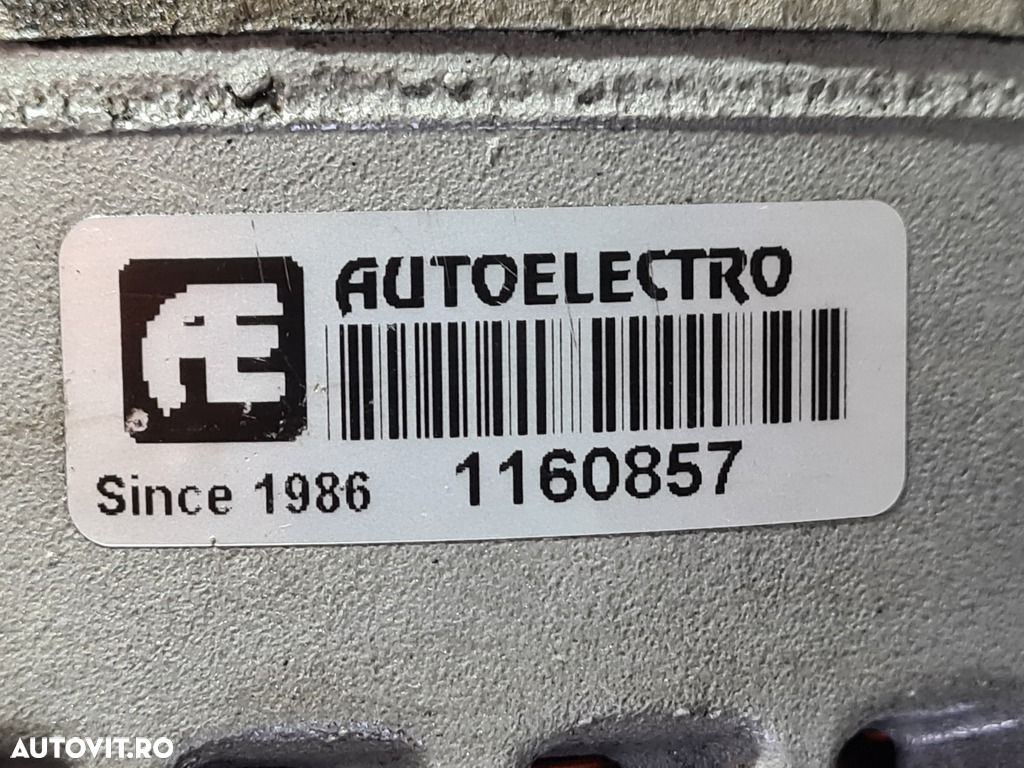 AUTOELECTRO
AE
Since 1986
1160857
AUTOVIT.RO